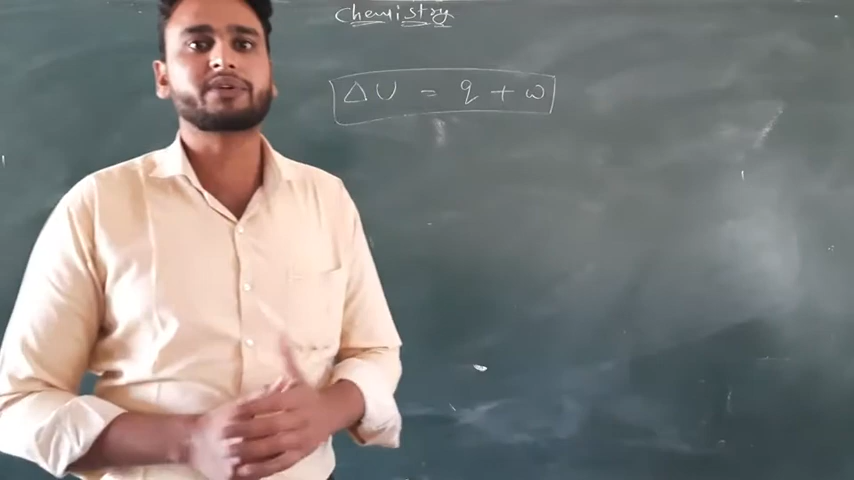 Chemistry
ΔU = q + w